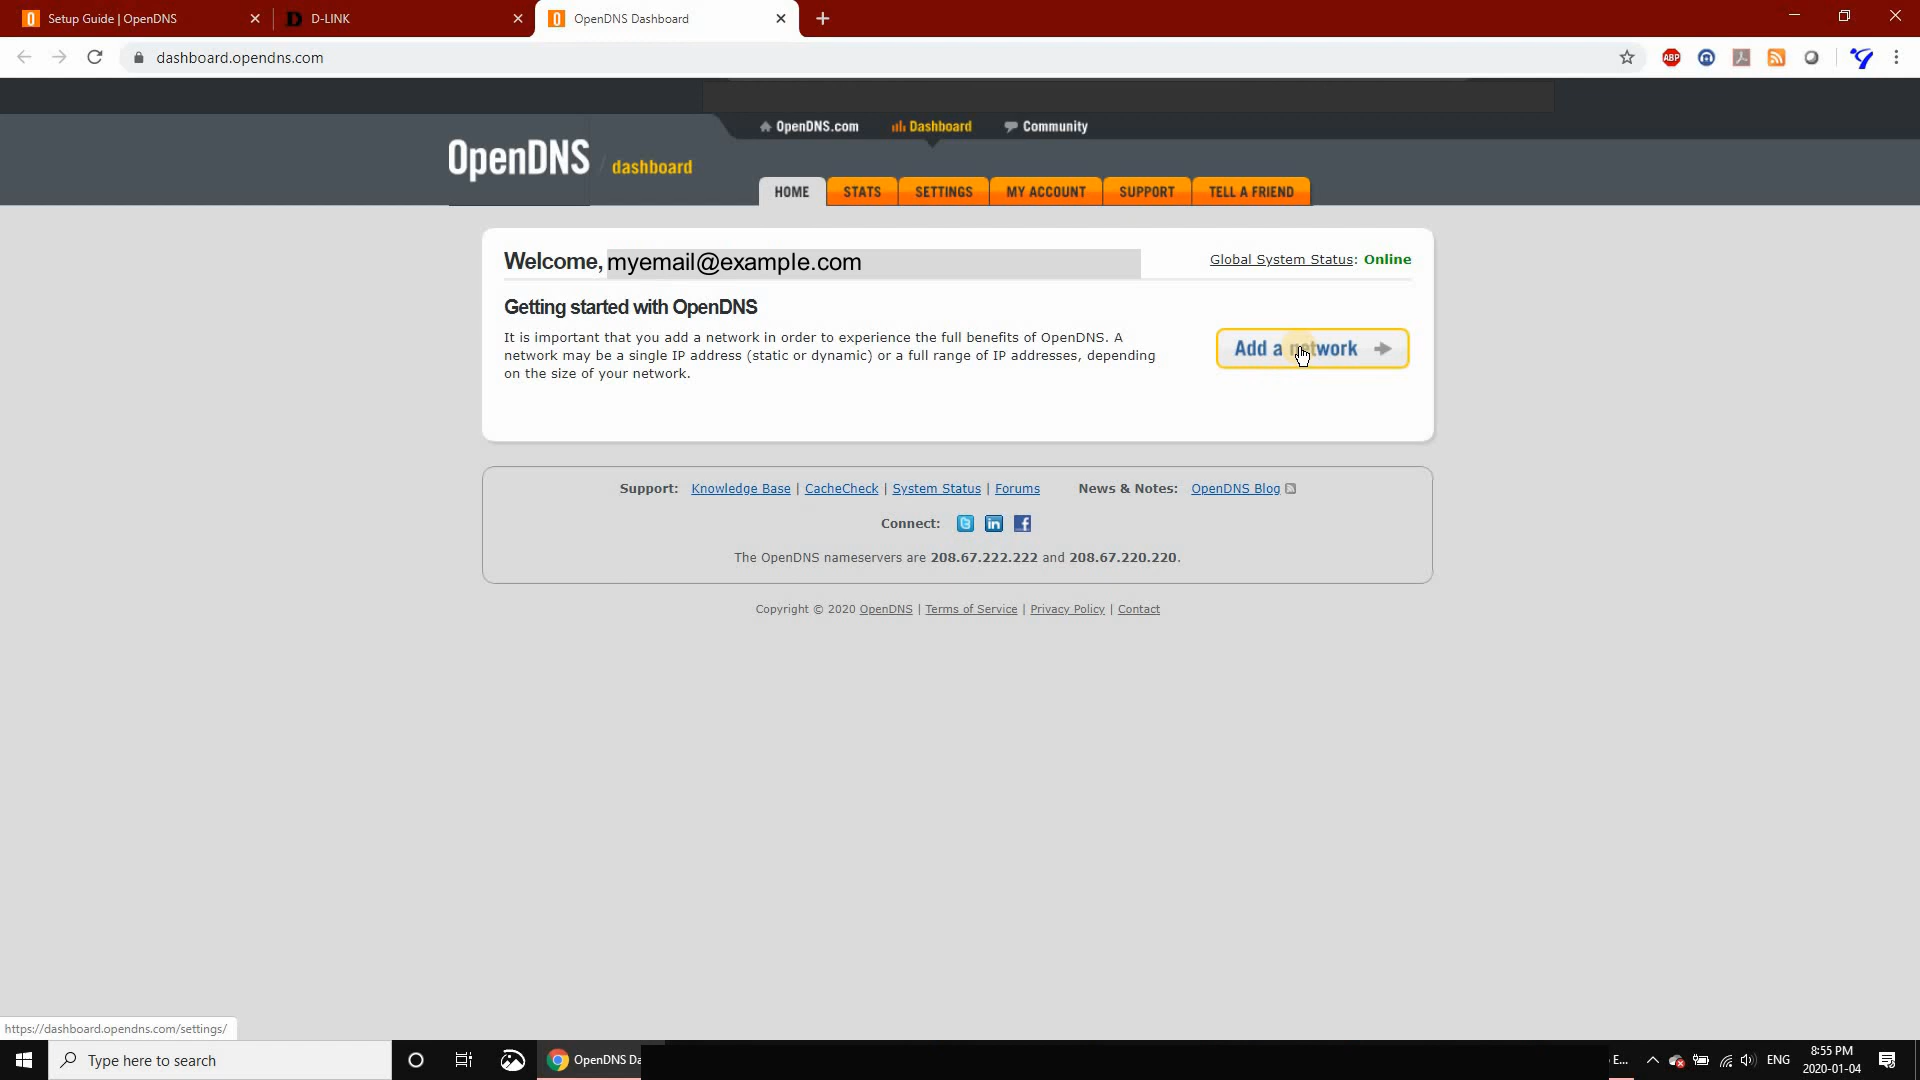 Setup Guide | OpenDNS
D-LINK
OpenDNS Dashboard
dashboard.opendns.com
ABP
OpenDNS.com
Dashboard
Community
OpenDNS / dashboard
HOME
STATS
SETTINGS
MY ACCOUNT
SUPPORT
TELL A FRIEND
Welcome, myemail@example.com
Global System Status: Online
Getting started with OpenDNS
It is important that you add a network in order to experience the full benefits of OpenDNS. A
network may be a single IP address (static or dynamic) or a full range of IP addresses, depending
on the size of your network.
Add a network
Support: Knowledge Base | CacheCheck | System Status | Forums
News & Notes: OpenDNS Blog
Connect:
The OpenDNS nameservers are 208.67.222.222 and 208.67.220.220.
Copyright © 2020 OpenDNS | Terms of Service | Privacy Policy | Contact
https://dashboard.opendns.com/settings/
Type here to search
OpenDNS Da
E...
ENG
8:55 PM
2020-01-04